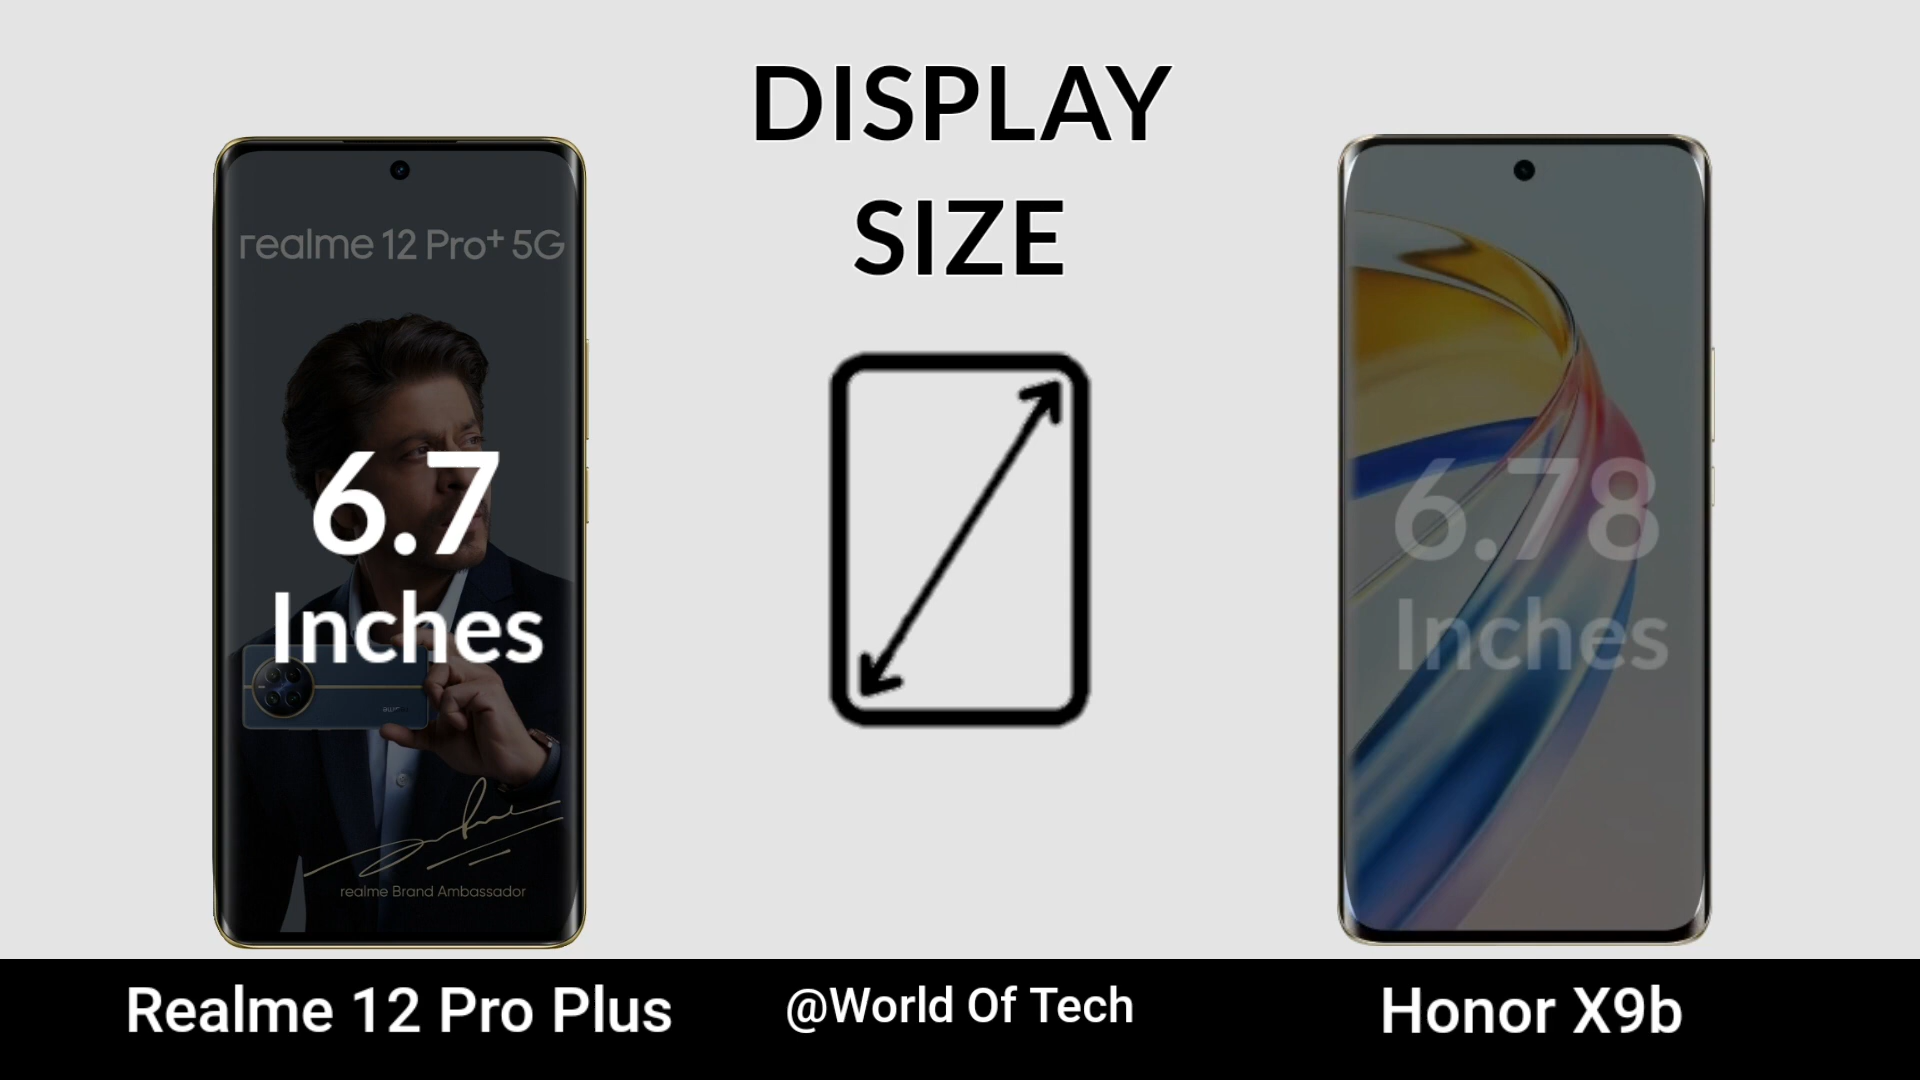 DISPLAY
SIZE
realme 12 Pro+ 5G
6.7
Inches
realme
realme Brand Ambassador
6.78
Inches
Realme 12 Pro Plus
@World Of Tech
Honor X9b